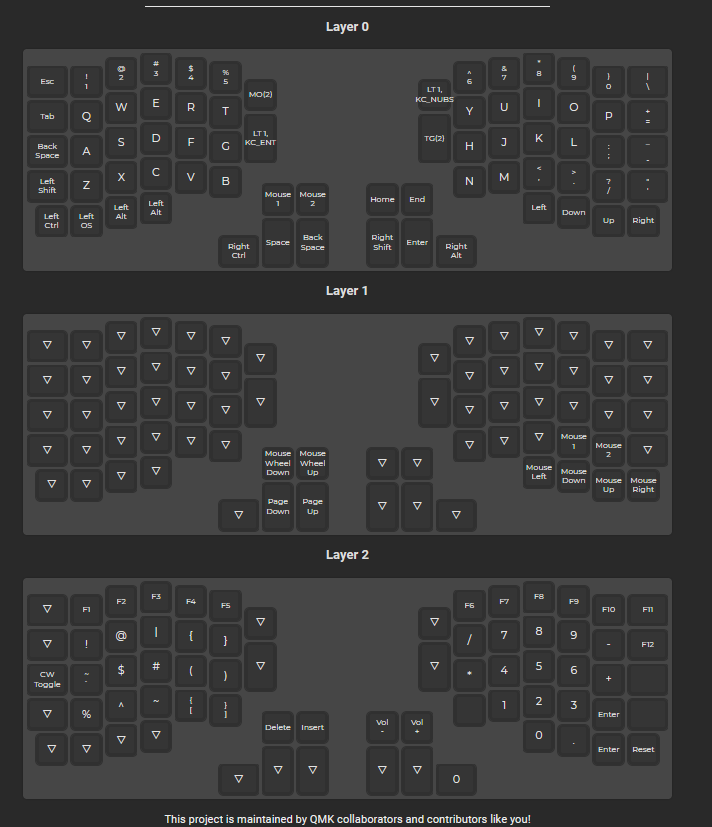 Layer 0
Esc
!
1
@
2
#
3
$
4
%
5
MO(2)
LT 1,
KC_NUBS
^
6
&
7
*
8
(
9
)
0
|
\
Tab
Q
W
E
R
T
LT 1,
KC_ENT
TG(2)
Y
U
I
O
P
+
=
Back
Space
A
S
D
F
G
H
J
K
L
:
;
_
-
Left
Shift
Z
X
C
V
B
N
M
<
,
>
.
?
/
"
'
Left
Ctrl
Left
OS
Left
Alt
Left
Alt
Left
Down
Up
Right
Mouse
1
Mouse
2
Home
End
Right
Ctrl
Space
Back
Space
Right
Shift
Enter
Right
Alt
Layer 1
Mouse
1
Mouse
2
Mouse
Left
Mouse
Down
Mouse
Up
Mouse
Right
Mouse
Wheel
Down
Mouse
Wheel
Up
Page
Down
Page
Up
Layer 2
F1
F2
F3
F4
F5
F6
F7
F8
F9
F10
F11
!
@
|
{
}
/
7
8
9
-
F12
CW
Toggle
$
#
(
)
*
4
5
6
+
%
^
~
{
[
}
]
1
2
3
Enter
0
.
Enter
Reset
Delete
Insert
Vol
-
Vol
+
0
This project is maintained by QMK collaborators and contributors like you!